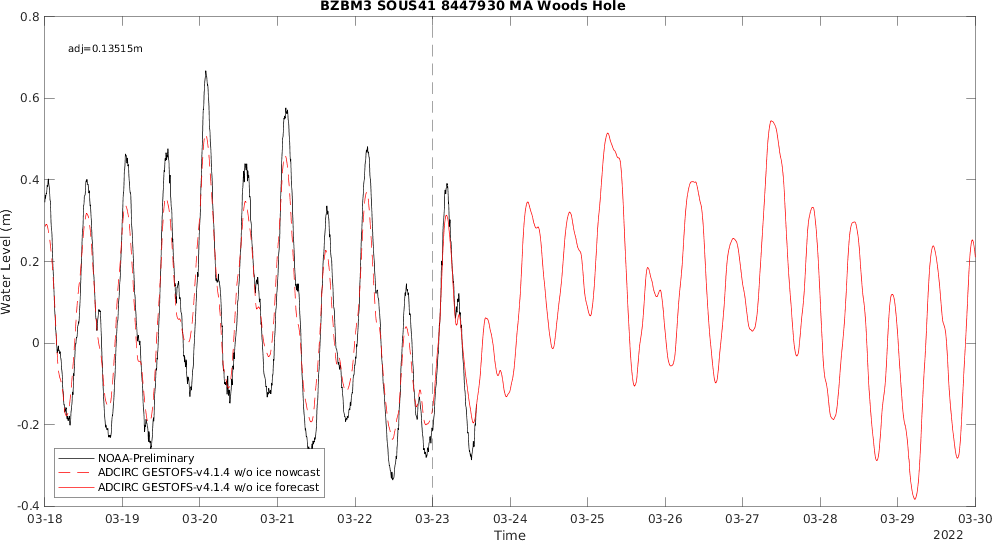 BZBM3 SOUS41 8447930 MA Woods Hole
adj=0.13515m
0.8
0.6
0.4
0.2
0
-0.2
-0.4
Water Level (m)
NOAA-Preliminary
ADCIRC GESTOFS-v4.1.4 w/o ice nowcast
ADCIRC GESTOFS-v4.1.4 w/o ice forecast
03-18 03-19 03-20 03-21 03-22 03-23 03-24 03-25 03-26 03-27 03-28 03-29 03-30
Time
2022